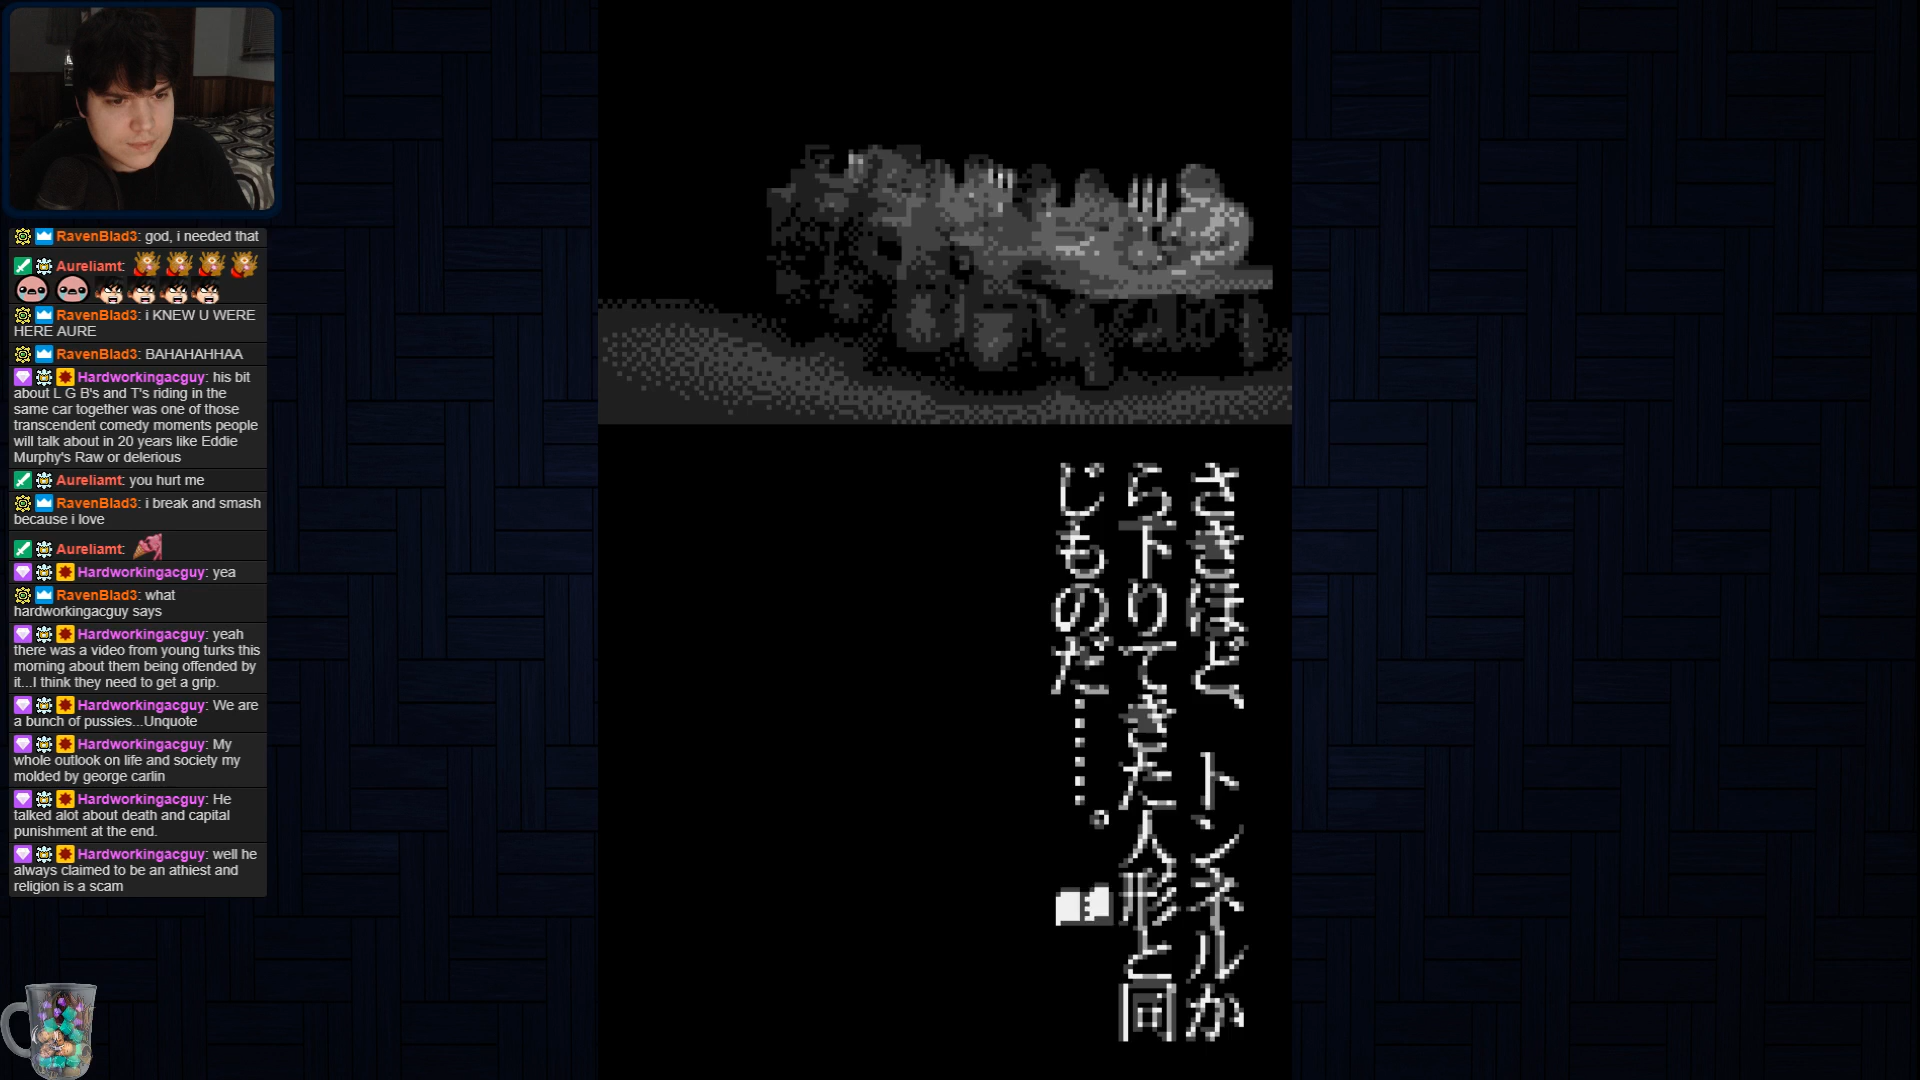 RavenBlad3: god, i needed that
Aureliamt:
RavenBlad3: i KNEW U WERE
HERE AURE
RavenBlad3: BAHAHAHHAA
Hardworkingacguy: his bit
about L G B's and T's riding in the
same car together was one of those
transcendent comedy moments people
will talk about in 20 years like Eddie
Murphy's Raw or delerious
Aureliamt: you hurt me
RavenBlad3: i break and smash
because i love
Aureliamt:
Hardworkingacguy: yea
RavenBlad3: what
hardworkingacguy says
Hardworkingacguy: yeah
there was a video from young turks this
morning about them being offended by
it...I think they need to get a grip.
Hardworkingacguy: We are
a bunch of pussies...Unquote
Hardworkingacguy: My
whole outlook on life and society my
molded by george carlin
Hardworkingacguy: He
talked alot about death and capital
punishment at the end.
Hardworkingacguy: well he
always claimed to be an athiest and
religion is a scam
さきほど　トンネルか
ら下りてきた人形と同
じものだ……。